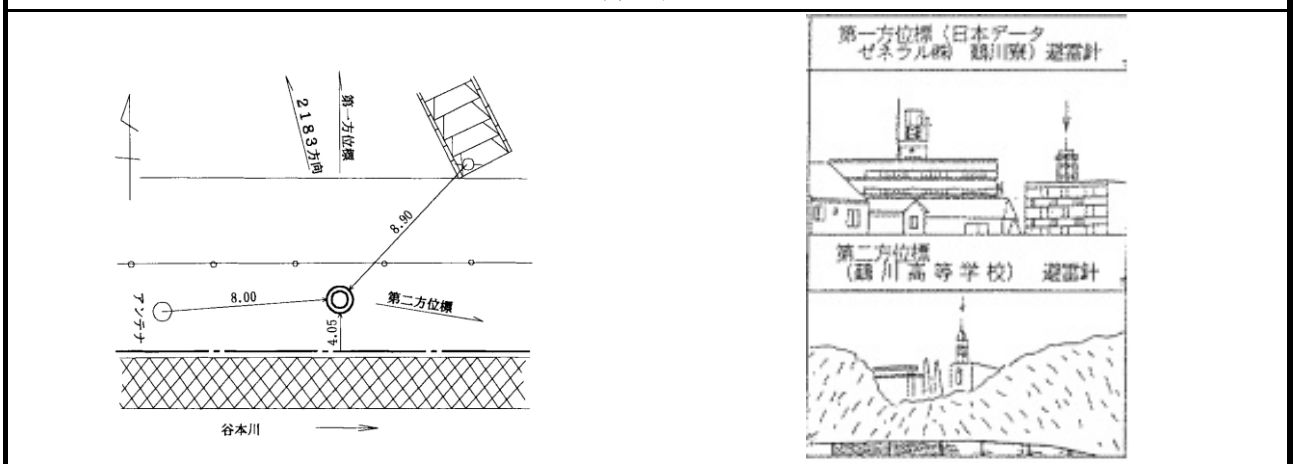 第一方位標
2183方向
8.90
アンテナ
8.00
第二方位標
4.05
谷本川
第一方位標（日本データ
ゼネラル㈱　鶴川寮）避雷針
第二方位標
（鶴川高等学校）　避雷針